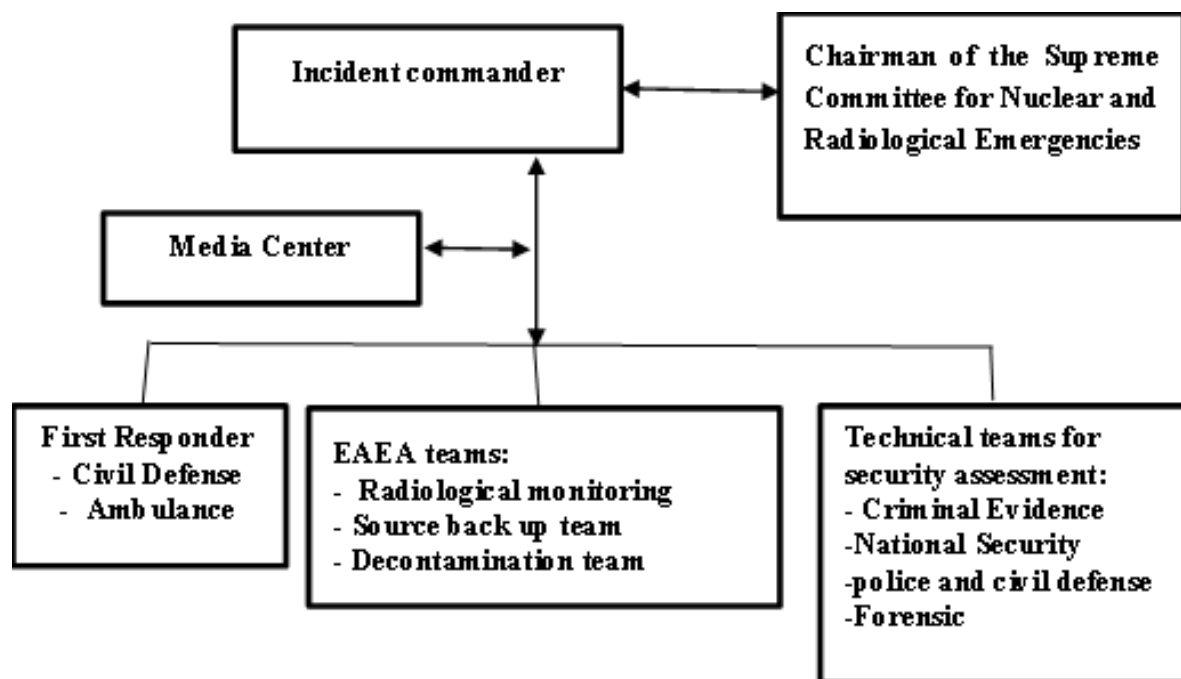 Incident commander
Chairman of the Supreme
Committee for Nuclear and
Radiological Emergencies
Media Center
First Responder
- Civil Defense
- Ambulance
EAEA teams:
- Radiological monitoring
- Source back up team
- Decontamination team
Technical teams for
security assessment:
- Criminal Evidence
-National Security
-police and civil defense
-Forensic